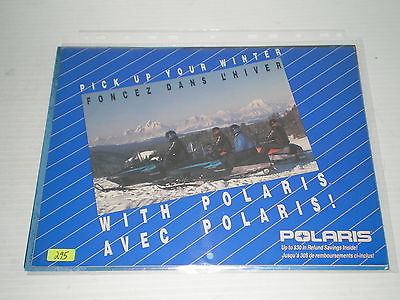 PICK UP YOUR WINTER
FONCEZ DANS L'HIVER
WITH POLARIS
AVEC POLARIS!
POLARIS
Up to $30 in Refund Savings Inside!
Jusqu'à 30$ de remboursements ci-inclus!
295